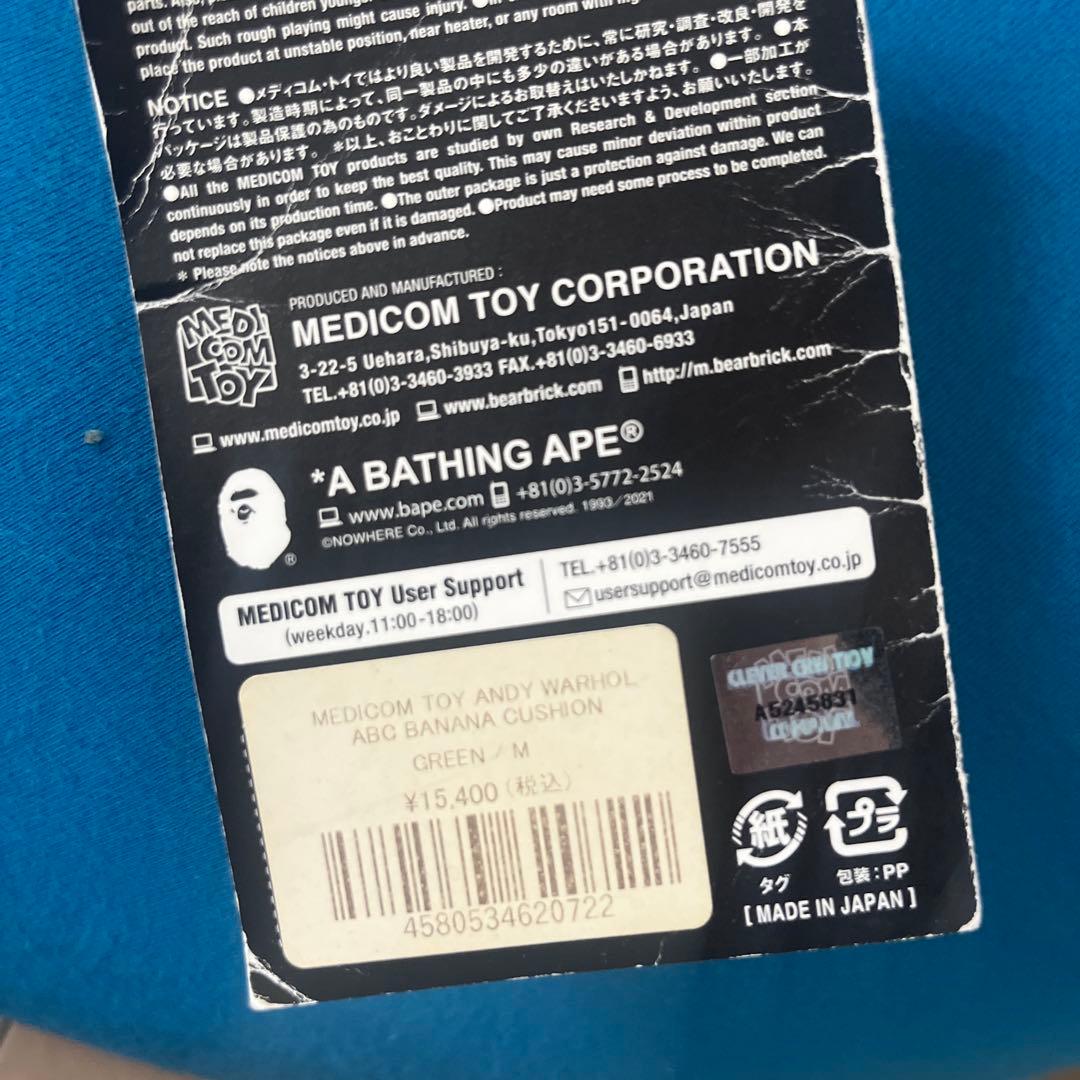 parts. Also,
out of the reach of children younger
product. Such rough playing might cause injury.
place the product at unstable position, near heater, or any room with
NOTICE ●メディコム・トイではより良い製品を開発するために、常に研究・調査・改良・開発を
行っています。製造時期によって、同一製品の中にも多少の違いがある場合があります。 ●本
パッケージは製品保護の為のものです。ダメージによるお取替えはいたしかねます。 ●一部加工が
必要な場合があります。 ＊以上、おことわりに関してご了承くださいますよう、お願いいたします。
●All the MEDICOM TOY products are studied by own Research & Development section
continuously in order to keep the best quality. This may cause minor deviation within product
depends on its production time. ●The outer package is just a protection against damage. We can
not replace this package even if it is damaged. ●Product may need some process to be completed.
* Please note the notices above in advance.
PRODUCED AND MANUFACTURED :
MEDI COM TOY
MEDICOM TOY CORPORATION
3-22-5 Uehara,Shibuya-ku,Tokyo151-0064,Japan
TEL.+81(0)3-3460-3933 FAX.+81(0)3-3460-6933
www.medicomtoy.co.jp www.bearbrick.com http://m.bearbrick.com
*A BATHING APE®
www.bape.com +81(0)3-5772-2524
©NOWHERE Co., Ltd. All rights reserved. 1993/2021
®
MEDICOM TOY User Support
(weekday.11:00-18:00)
TEL.+81(0)3-3460-7555
usersupport@medicomtoy.co.jp
MEDICOM TOY ANDY WARHOL
ABC BANANA CUSHION
GREEN / M
¥15,400 (税込)
4580534620722
A5245831
紙
タグ
プラ
包装:PP
[ MADE IN JAPAN ]